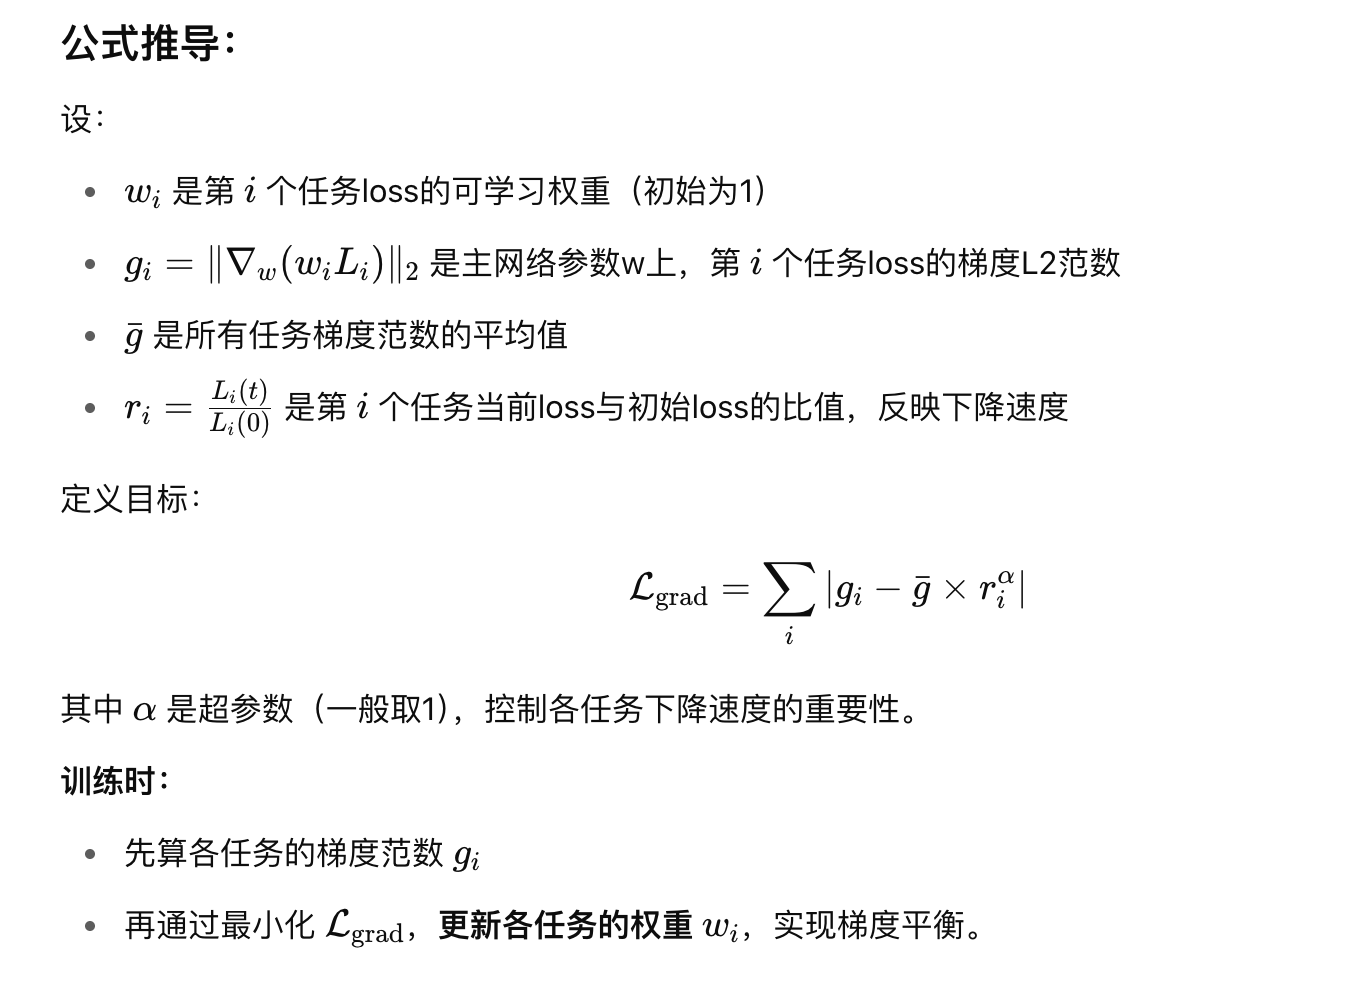 公式推导：
设：
• $w_i$ 是第 $i$ 个任务loss的可学习权重（初始为1）
• $g_i = \|\nabla_w(w_i L_i)\|_2$ 是主网络参数w上，第 $i$ 个任务loss的梯度L2范数
• $\bar{g}$ 是所有任务梯度范数的平均值
• $r_i = \frac{L_i(t)}{L_i(0)}$ 是第 $i$ 个任务当前loss与初始loss的比值，反映下降速度
定义目标：
$\mathcal{L}_{\text{grad}} = \sum_i |g_i - \bar{g} \times r_i^{\alpha}|$
其中 $\alpha$ 是超参数（一般取1），控制各任务下降速度的重要性。
训练时：
• 先算各任务的梯度范数 $g_i$
• 再通过最小化 $\mathcal{L}_{\text{grad}}$，更新各任务的权重 $w_i$，实现梯度平衡。